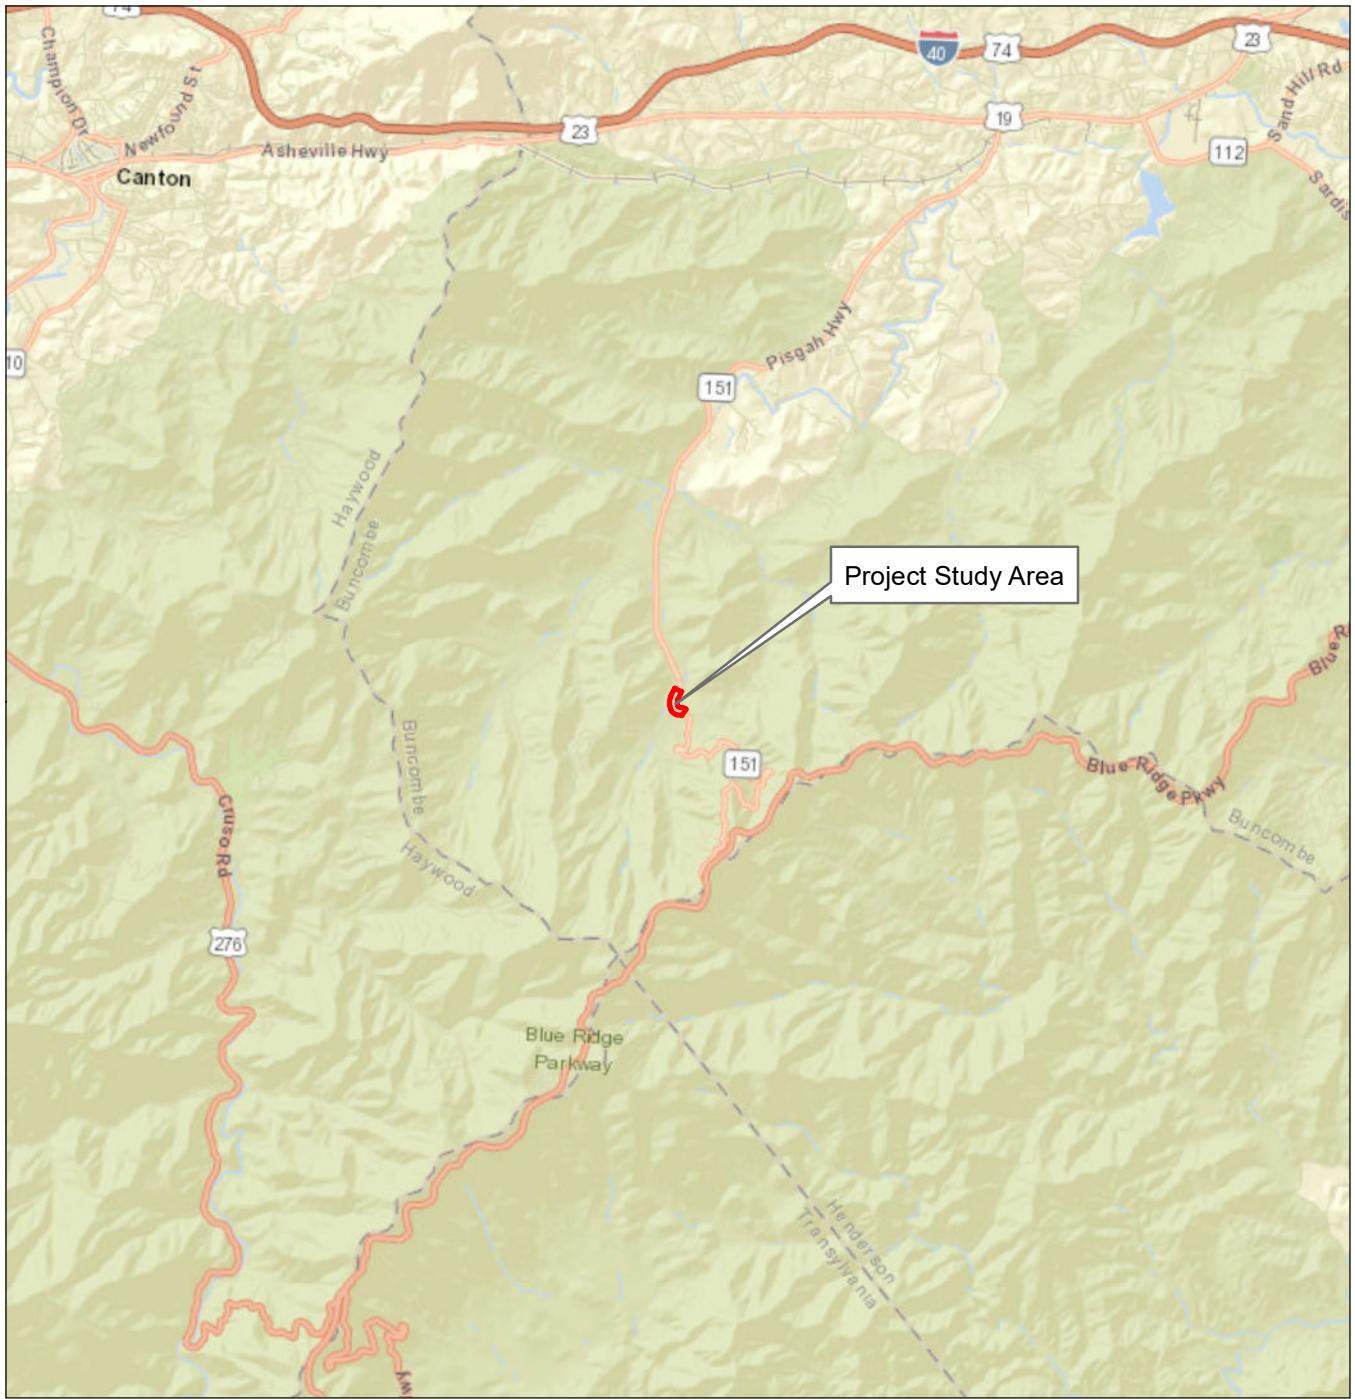 74
40
74
23
Champion Dr
Newfound St
Sand Hill Rd
19
23
Asheville Hwy
112
Canton
Sardis
Pisgah Hwy
10
151
Haywood
Buncombe
Project Study Area
Blue R
Buncombe
151
Blue Ridge Pkwy
Cruso Rd
Buncombe
Haywood
276
Blue Ridge
Parkway
Henderson
Transylvania
wy